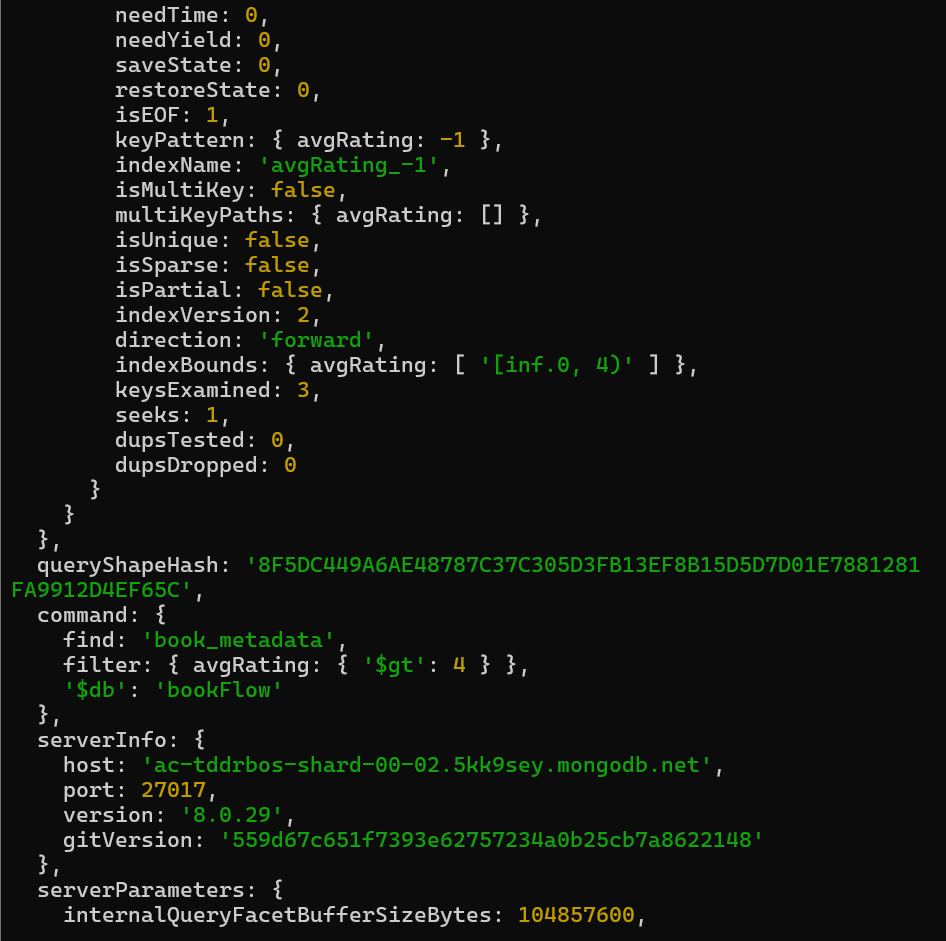 needTime: 0,
needYield: 0,
saveState: 0,
restoreState: 0,
isEOF: 1,
keyPattern: { avgRating: -1 },
indexName: 'avgRating_-1',
isMultiKey: false,
multiKeyPaths: { avgRating: [] },
isUnique: false,
isSparse: false,
isPartial: false,
indexVersion: 2,
direction: 'forward',
indexBounds: { avgRating: [ '[inf.0, 4)' ] },
keysExamined: 3,
seeks: 1,
dupsTested: 0,
dupsDropped: 0
}
}
},
queryShapeHash: '8F5DC449A6AE48787C37C305D3FB13EF8B15D5D7D01E7881281
FA9912D4EF65C',
command: {
find: 'book_metadata',
filter: { avgRating: { '$gt': 4 } },
'$db': 'bookFlow'
},
serverInfo: {
host: 'ac-tddrbos-shard-00-02.5kk9sey.mongodb.net',
port: 27017,
version: '8.0.29',
gitVersion: '559d67c651f7393e62757234a0b25cb7a8622148'
},
serverParameters: {
internalQueryFacetBufferSizeBytes: 104857600,